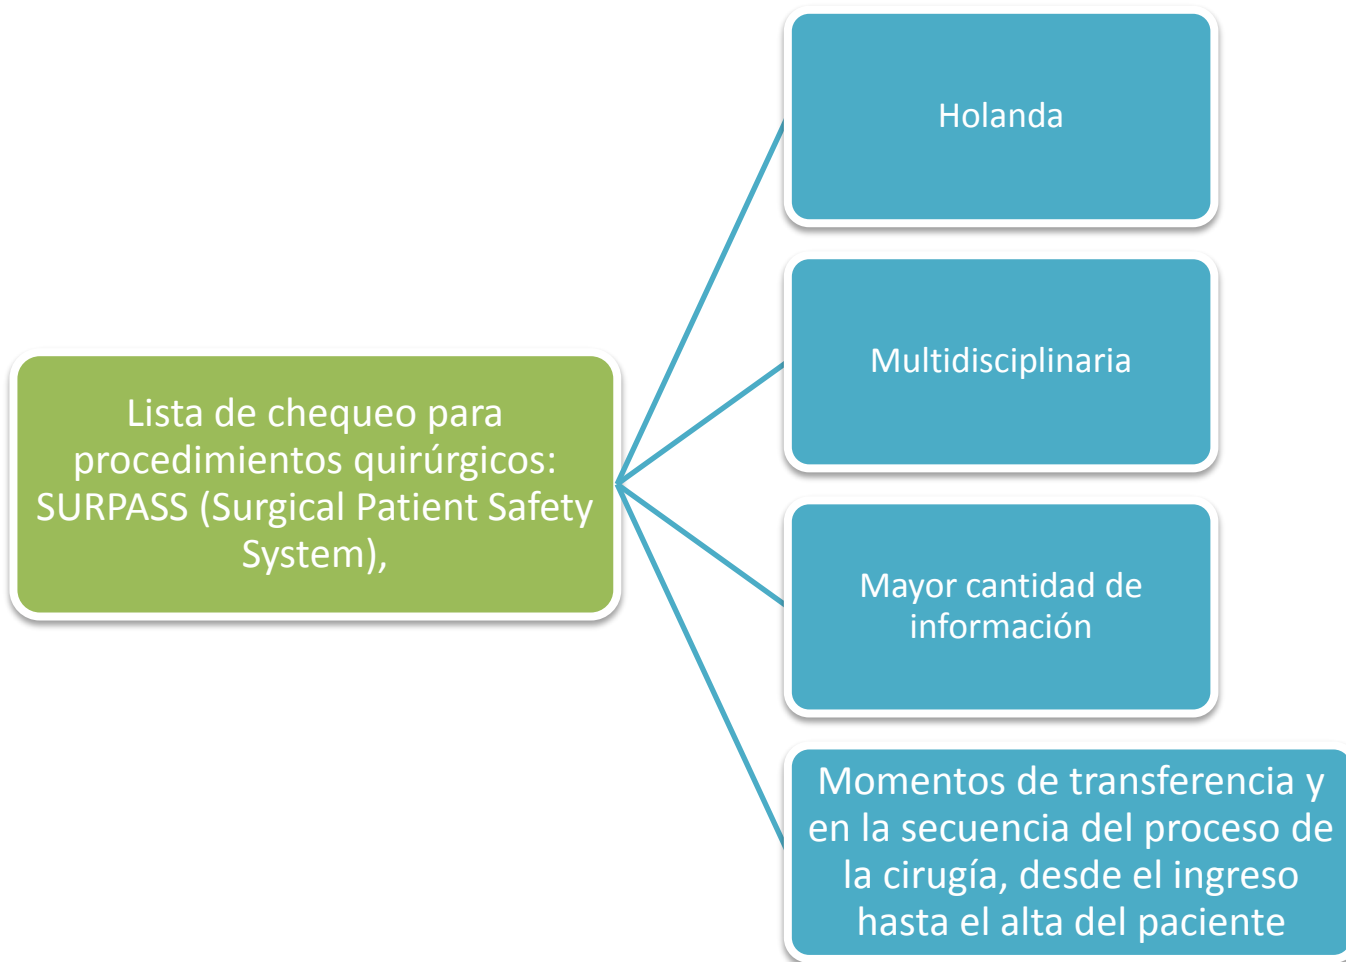 Holanda
Multidisciplinaria
Lista de chequeo para
procedimientos quirúrgicos:
SURPASS (Surgical Patient Safety
System),
Mayor cantidad de
información
Momentos de transferencia y
en la secuencia del proceso de
la cirugía, desde el ingreso
hasta el alta del paciente